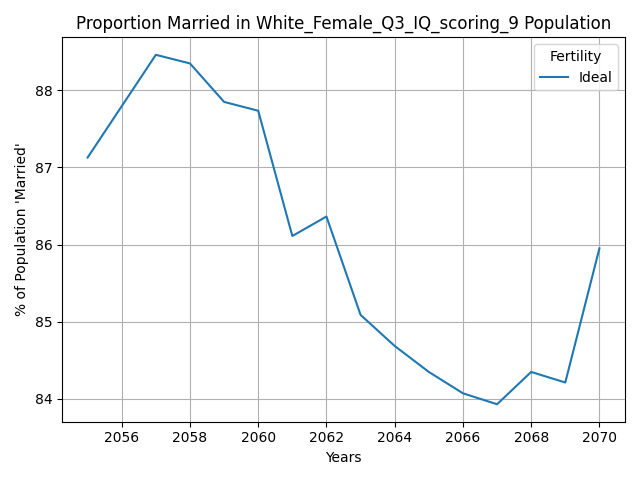 Proportion Married in White_Female_Q3_IQ_scoring_9 Population
Fertility
Ideal
88
87
86
85
84
% of Population 'Married'
2056 2058 2060 2062 2064 2066 2068 2070
Years